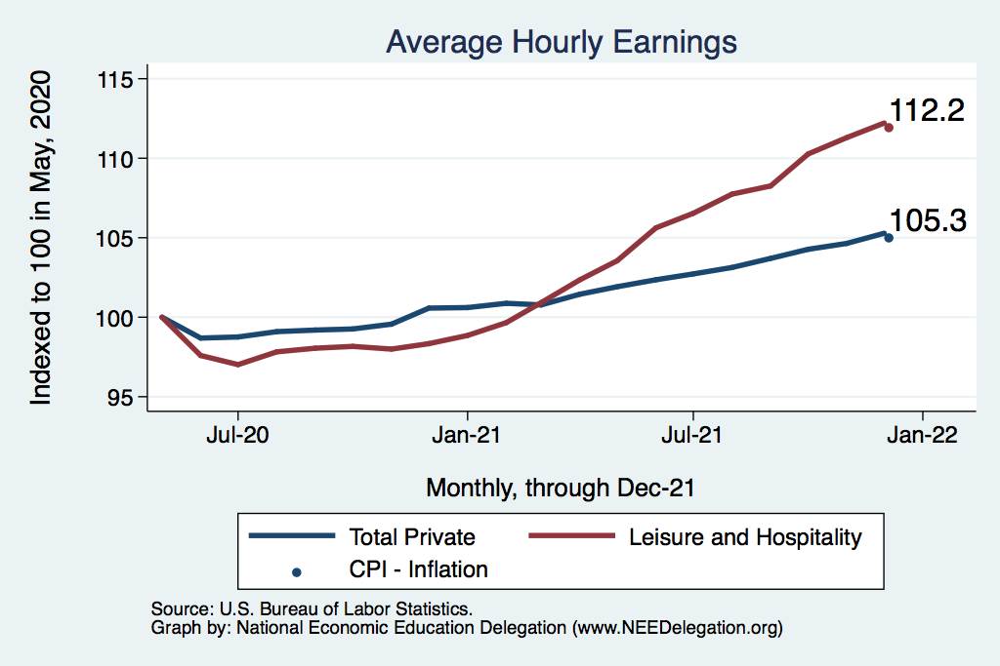 Average Hourly Earnings
Indexed to 100 in May, 2020
115
110
105
100
95
112.2
105.3
Jul-20 Jan-21 Jul-21 Jan-22
Monthly, through Dec-21
Total Private Leisure and Hospitality
CPI - Inflation
Source: U.S. Bureau of Labor Statistics.
Graph by: National Economic Education Delegation (www.NEEDelegation.org)